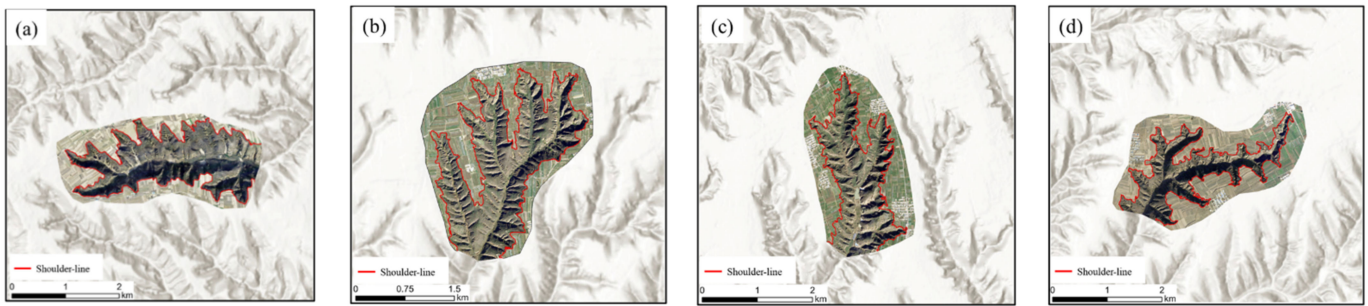 (a)
Shoulder-line
0 1 2
km
(b)
Shoulder-line
0 0.75 1.5
km
(c)
Shoulder-line
0 1 2
km
(d)
Shoulder-line
0 1 2
km